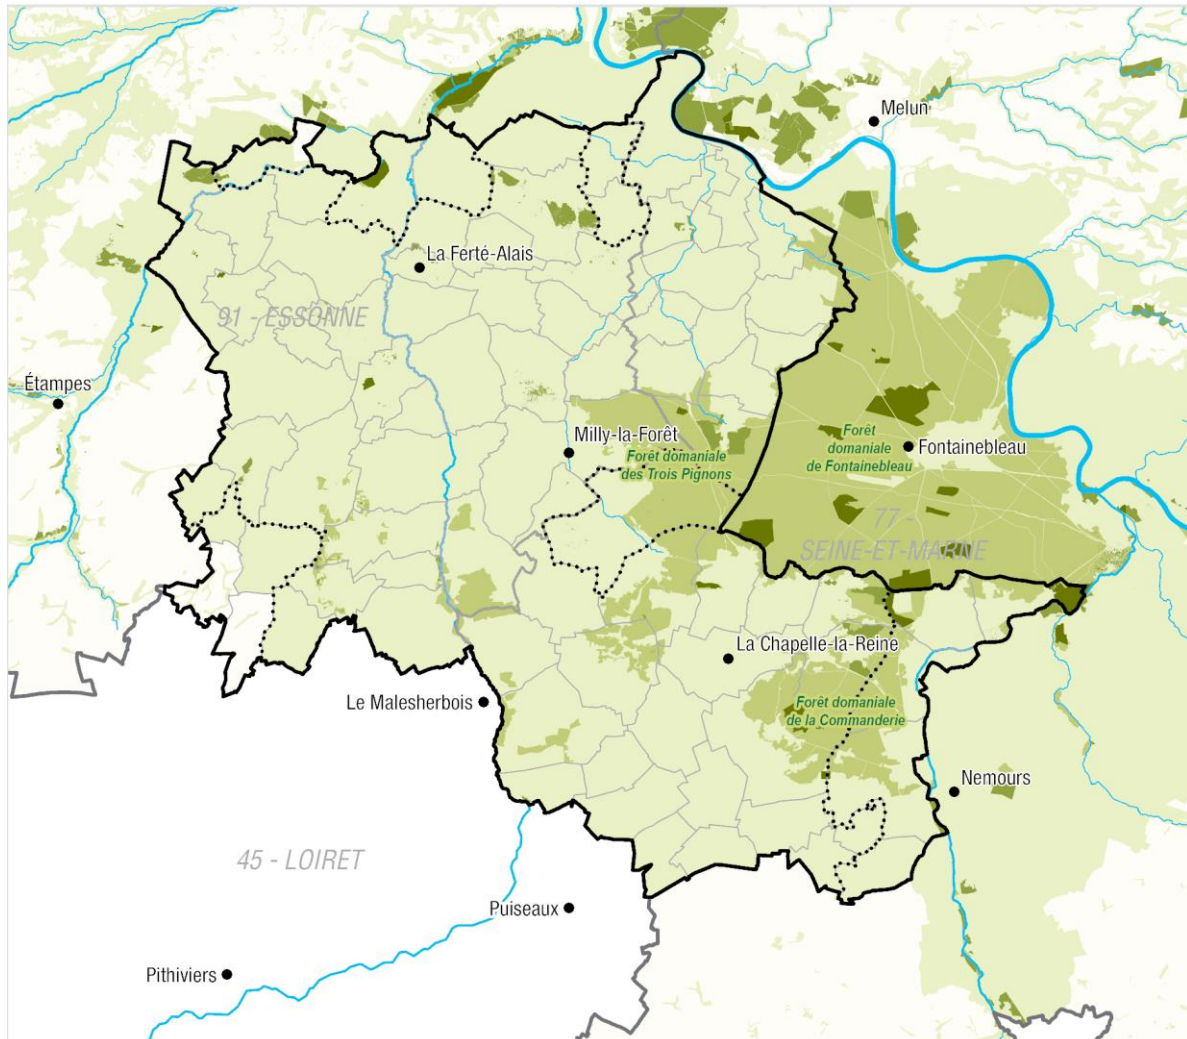 Melun
La Ferté-Alais
91 - ESSONNE
Étampes
Milly-la-Forêt
Forêt domaniale
des Trois Pignons
Forêt
domaniale
de Fontainebleau
Fontainebleau
77 -
SEINE-ET-MARNE
La Chapelle-la-Reine
Le Malesherbois
Forêt domaniale
de la Commanderie
Nemours
45 - LOIRET
Puiseaux
Pithiviers